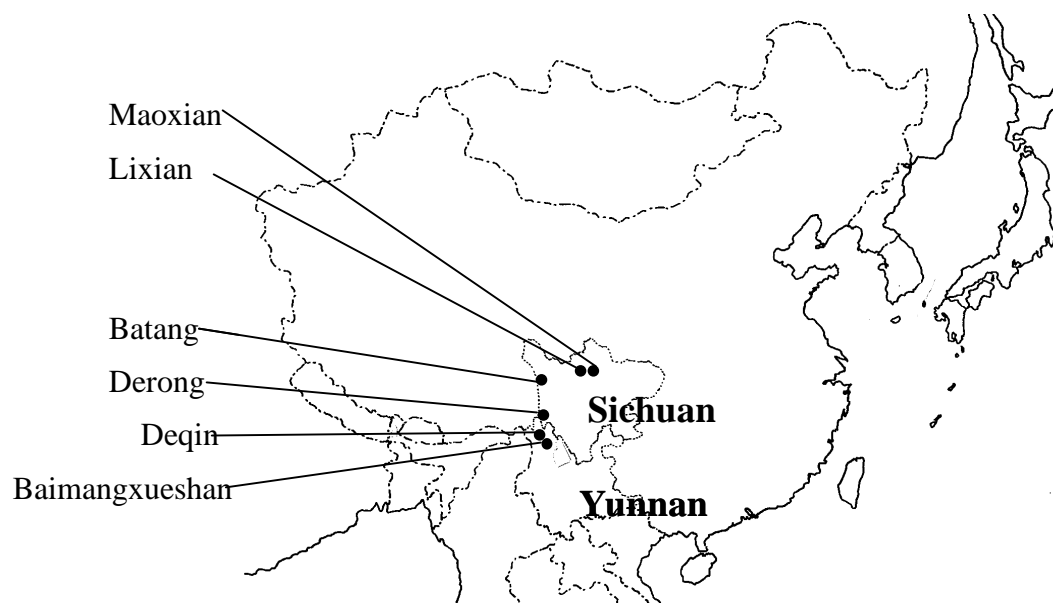 Maoxian
Lixian
Batang
Derong
Sichuan
Deqin
Baimangxueshan
Yunnan